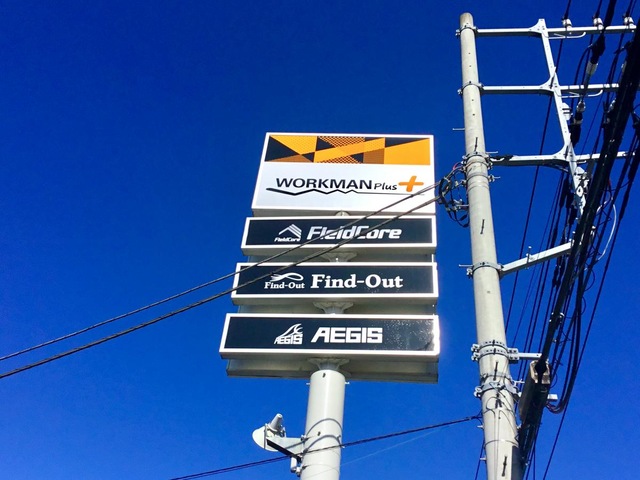 WORKMAN Plus+
FieldCore FieldCore
Find-Out Find-Out
AEGIS AEGIS